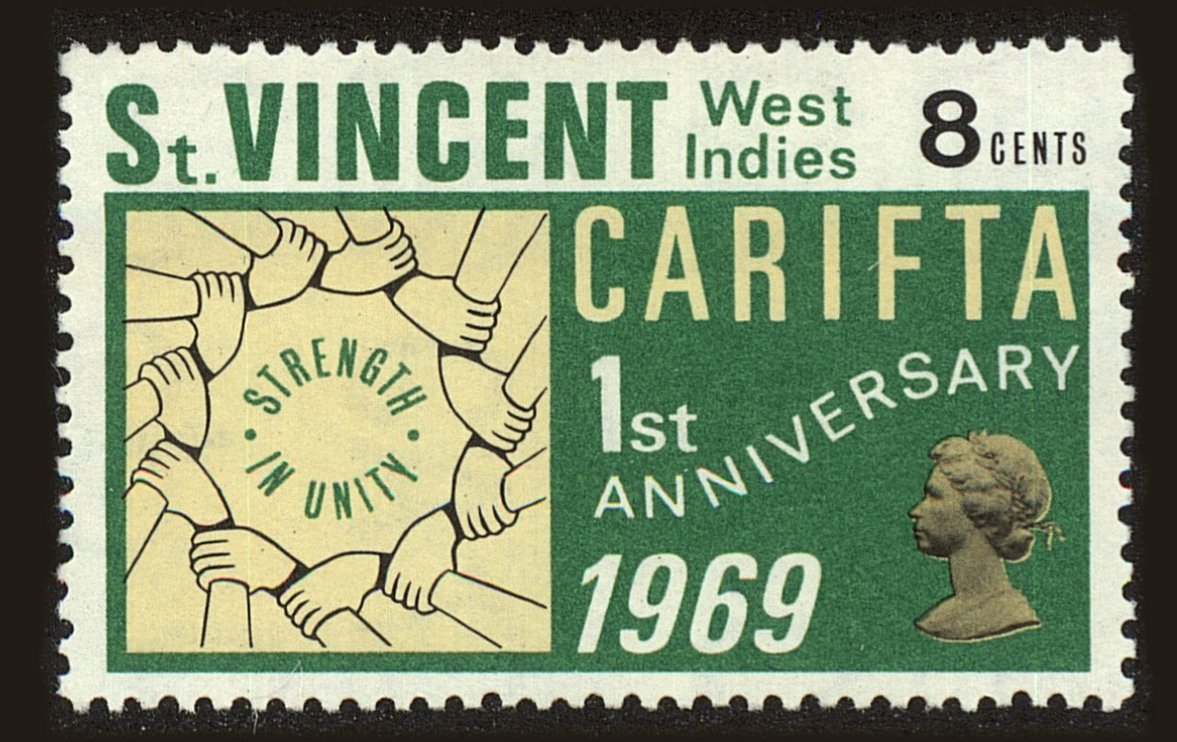 St. VINCENT
West
Indies
8 CENTS
STRENGTH
IN UNITY
CARIFTA
1st
ANNIVERSARY
1969